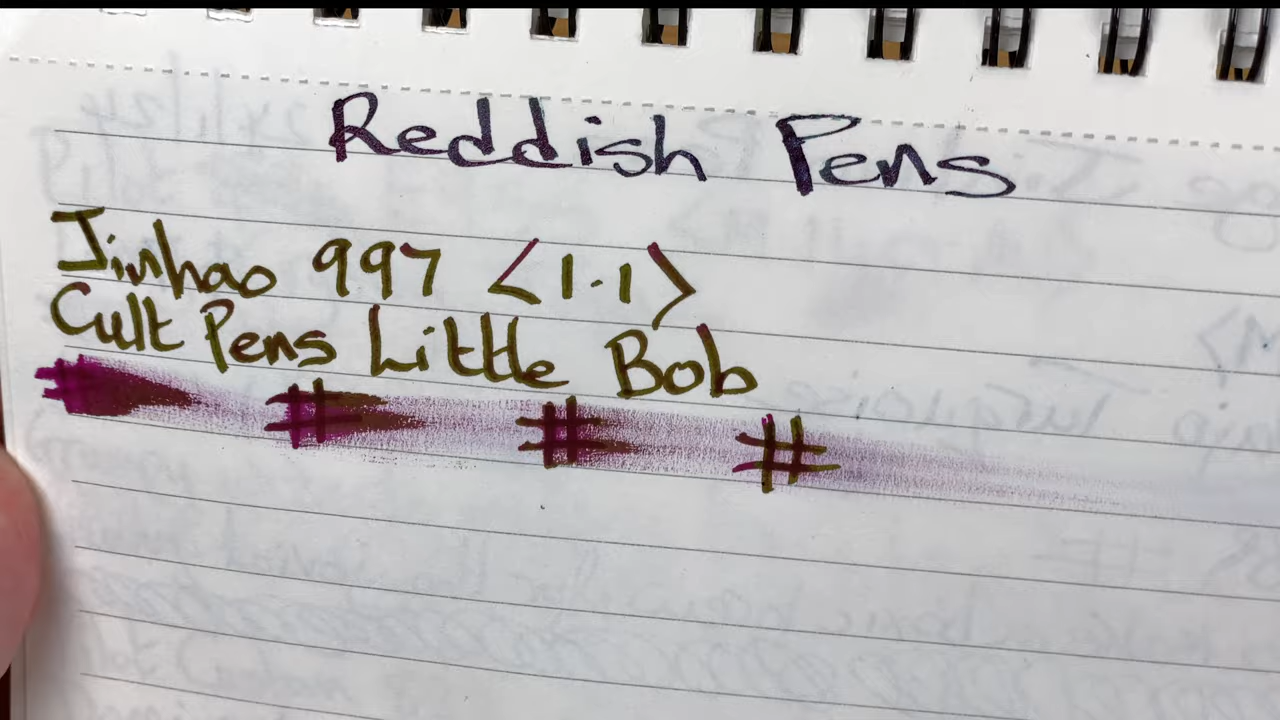 Reddish Pens
Jinhao 997 <1.1>
Cult Pens Little Bob
# # #